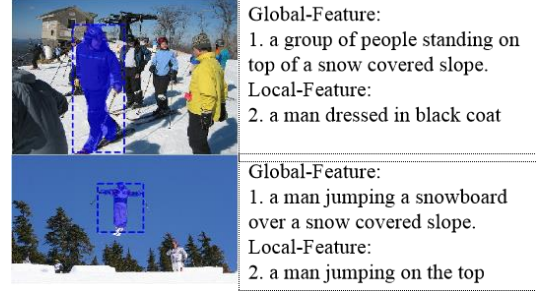 Global-Feature:
1. a group of people standing on
top of a snow covered slope.
Local-Feature:
2. a man dressed in black coat
Global-Feature:
1. a man jumping a snowboard
over a snow covered slope.
Local-Feature:
2. a man jumping on the top